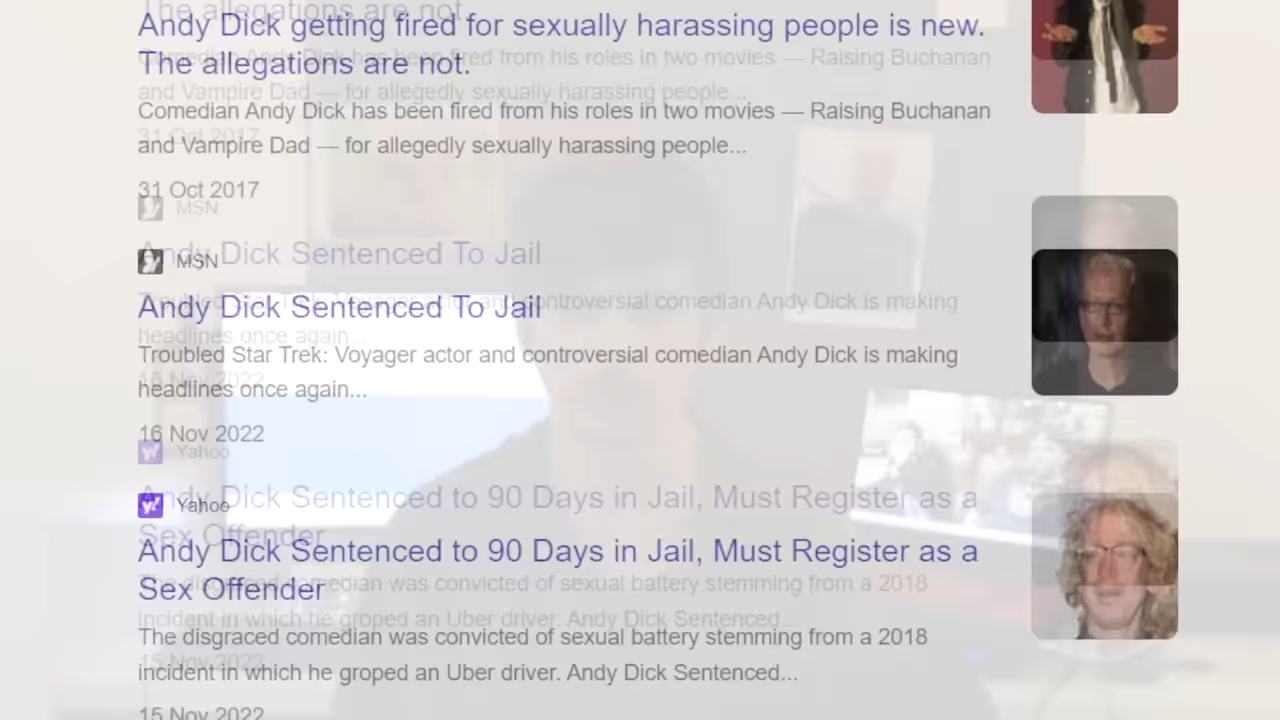 Andy Dick getting fired for sexually harassing people is new.
The allegations are not.
Comedian Andy Dick has been fired from his roles in two movies — Raising Buchanan
and Vampire Dad — for allegedly sexually harassing people...
31 Oct 2017
MSN
Andy Dick Sentenced To Jail
Troubled Star Trek: Voyager actor and controversial comedian Andy Dick is making
headlines once again...
16 Nov 2022
Yahoo
Andy Dick Sentenced to 90 Days in Jail, Must Register as a
Sex Offender
The disgraced comedian was convicted of sexual battery stemming from a 2018
incident in which he groped an Uber driver. Andy Dick Sentenced...
15 Nov 2022